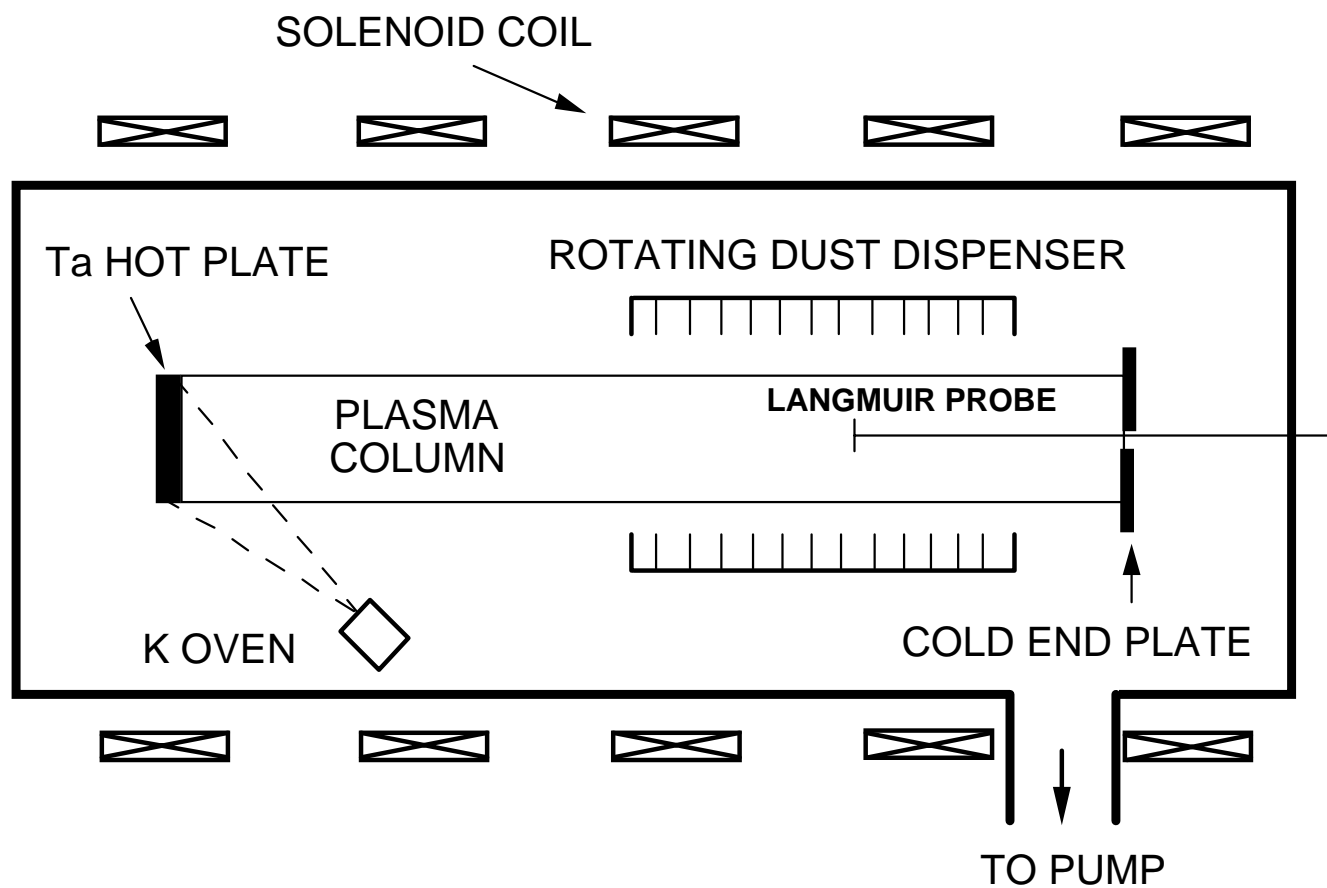 SOLENOID COIL
Ta HOT PLATE
ROTATING DUST DISPENSER
LANGMUIR PROBE
PLASMA
COLUMN
K OVEN
COLD END PLATE
TO PUMP